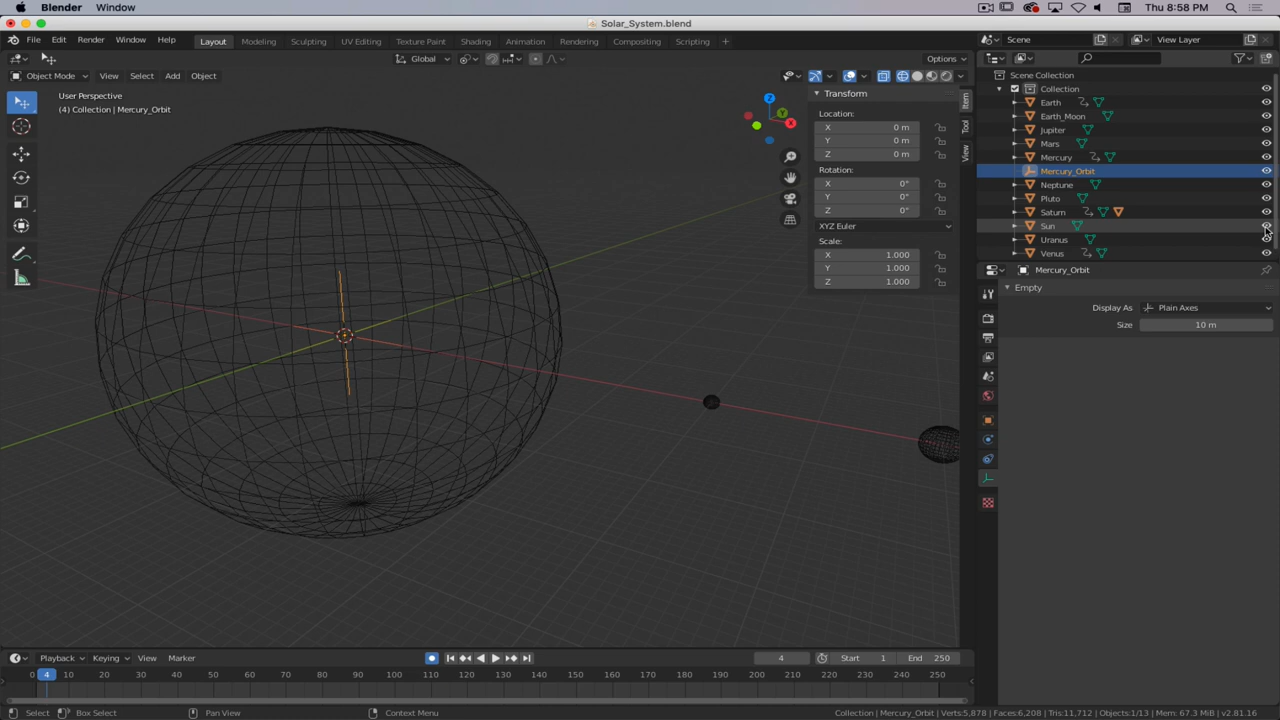 Blender Window Thu 8:58 PM
Solar_System.blend
File Edit Render Window Help Layout Modeling Sculpting UV Editing Texture Paint Shading Animation Rendering Compositing Scripting + Scene View Layer
Global Options
Object Mode View Select Add Object
User Perspective
(4) Collection | Mercury_Orbit
Z
Y
X
Transform
Location:
X 0 m
Y 0 m
Z 0 m
Rotation:
X 0°
Y 0°
Z 0°
XYZ Euler
Scale:
X 1.000
Y 1.000
Z 1.000
Item
Tool
View
Scene Collection
Collection
Earth
Earth_Moon
Jupiter
Mars
Mercury
Mercury_Orbit
Neptune
Pluto
Saturn
Sun
Uranus
Venus
Mercury_Orbit
Empty
Display As Plain Axes
Size 10 m
Playback Keying View Marker 4 Start 1 End 250
0 4 10 20 30 40 50 60 70 80 90 100 110 120 130 140 150 160 170 180 190 200 210 220 230 240 250
Select Box Select Pan View Context Menu Collection | Mercury_Orbit | Verts:5,878 | Faces:6,208 | Tris:11,712 | Objects:1/13 | Mem: 67.3 MiB | v2.81.16